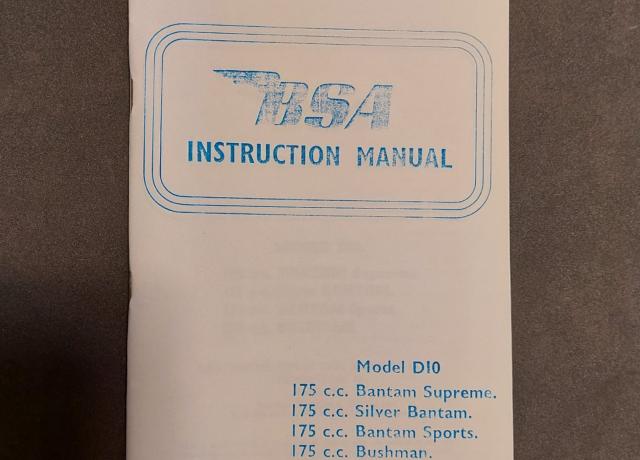 BSA
INSTRUCTION MANUAL
Model D10
175 c.c. Bantam Supreme.
175 c.c. Silver Bantam.
175 c.c. Bantam Sports.
175 c.c. Bushman.